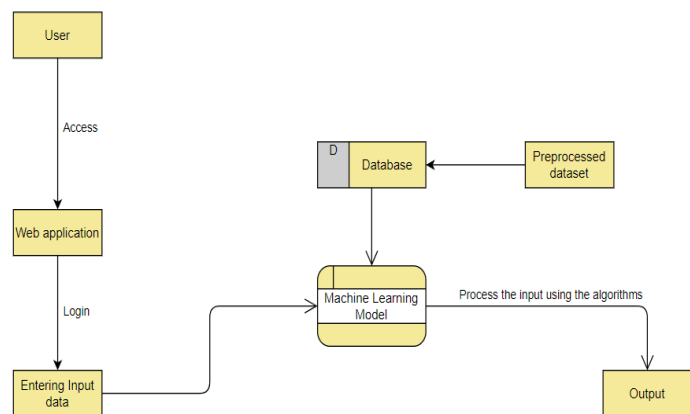 User
Access
D
Database
Preprocessed
dataset
Web application
Login
Machine Learning
Model
Process the input using the algorithms
Entering Input
data
Output